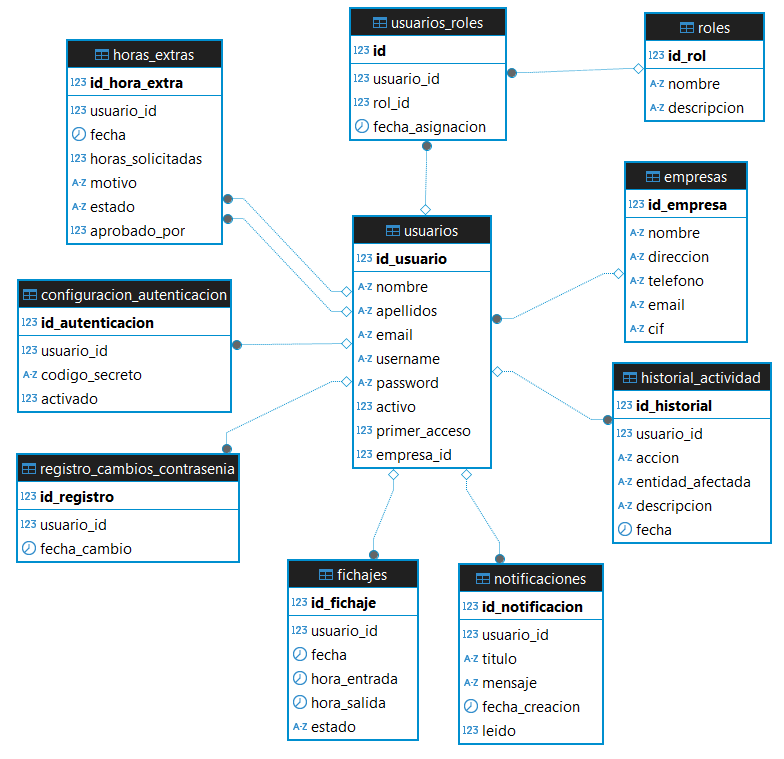 usuarios_roles
123 id
123 usuario_id
123 rol_id
fecha_asignacion
roles
123 id_rol
A-Z nombre
A-Z descripcion
horas_extras
123 id_hora_extra
123 usuario_id
fecha
123 horas_solicitadas
A-Z motivo
A-Z estado
123 aprobado_por
empresas
123 id_empresa
A-Z nombre
A-Z direccion
A-Z telefono
A-Z email
A-Z cif
usuarios
123 id_usuario
A-Z nombre
A-Z apellidos
A-Z email
A-Z username
A-Z password
123 activo
123 primer_acceso
123 empresa_id
configuracion_autenticacion
123 id_autenticacion
123 usuario_id
A-Z codigo_secreto
123 activado
historial_actividad
123 id_historial
123 usuario_id
A-Z accion
A-Z entidad_afectada
A-Z descripcion
fecha
registro_cambios_contrasenia
123 id_registro
123 usuario_id
fecha_cambio
fichajes
123 id_fichaje
123 usuario_id
fecha
hora_entrada
hora_salida
A-Z estado
notificaciones
123 id_notificacion
123 usuario_id
A-Z titulo
A-Z mensaje
fecha_creacion
123 leido